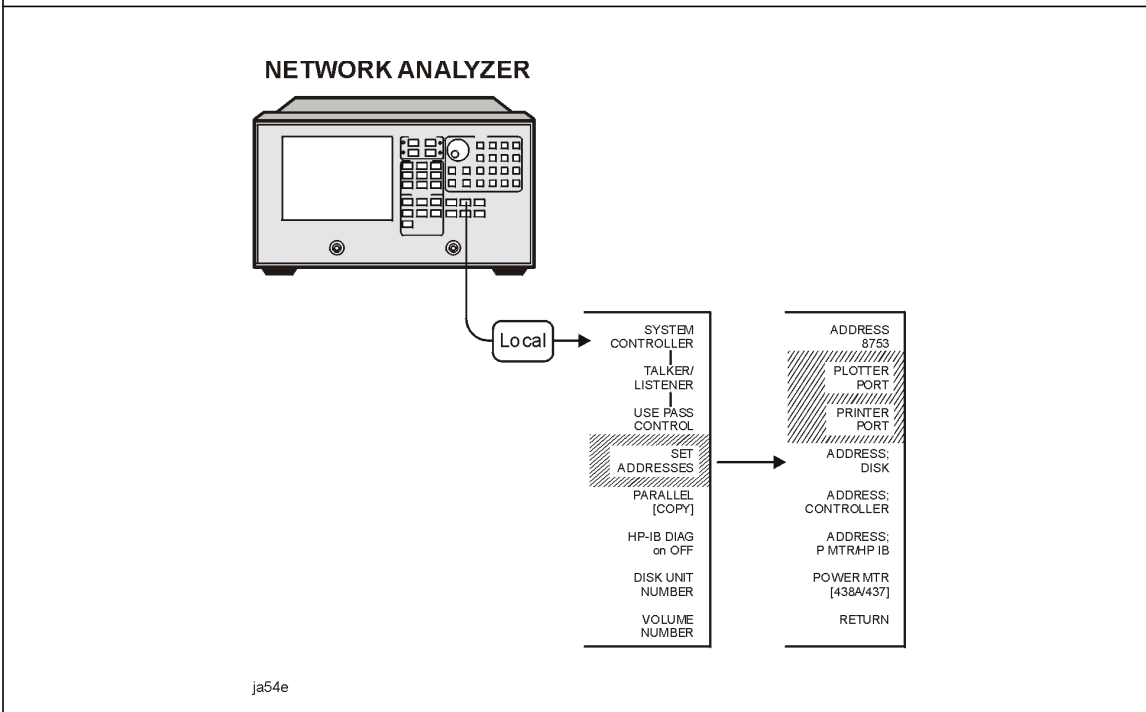 NETWORK ANALYZER
Local
SYSTEM
CONTROLLER
TALKER/
LISTENER
USE PASS
CONTROL
SET
ADDRESSES
PARALLEL
[COPY]
HP-IB DIAG
on OFF
DISK UNIT
NUMBER
VOLUME
NUMBER
ADDRESS
8753
PLOTTER
PORT
PRINTER
PORT
ADDRESS;
DISK
ADDRESS;
CONTROLLER
ADDRESS;
P MTR/HP IB
POWER MTR
[438A/437]
RETURN
ja54e